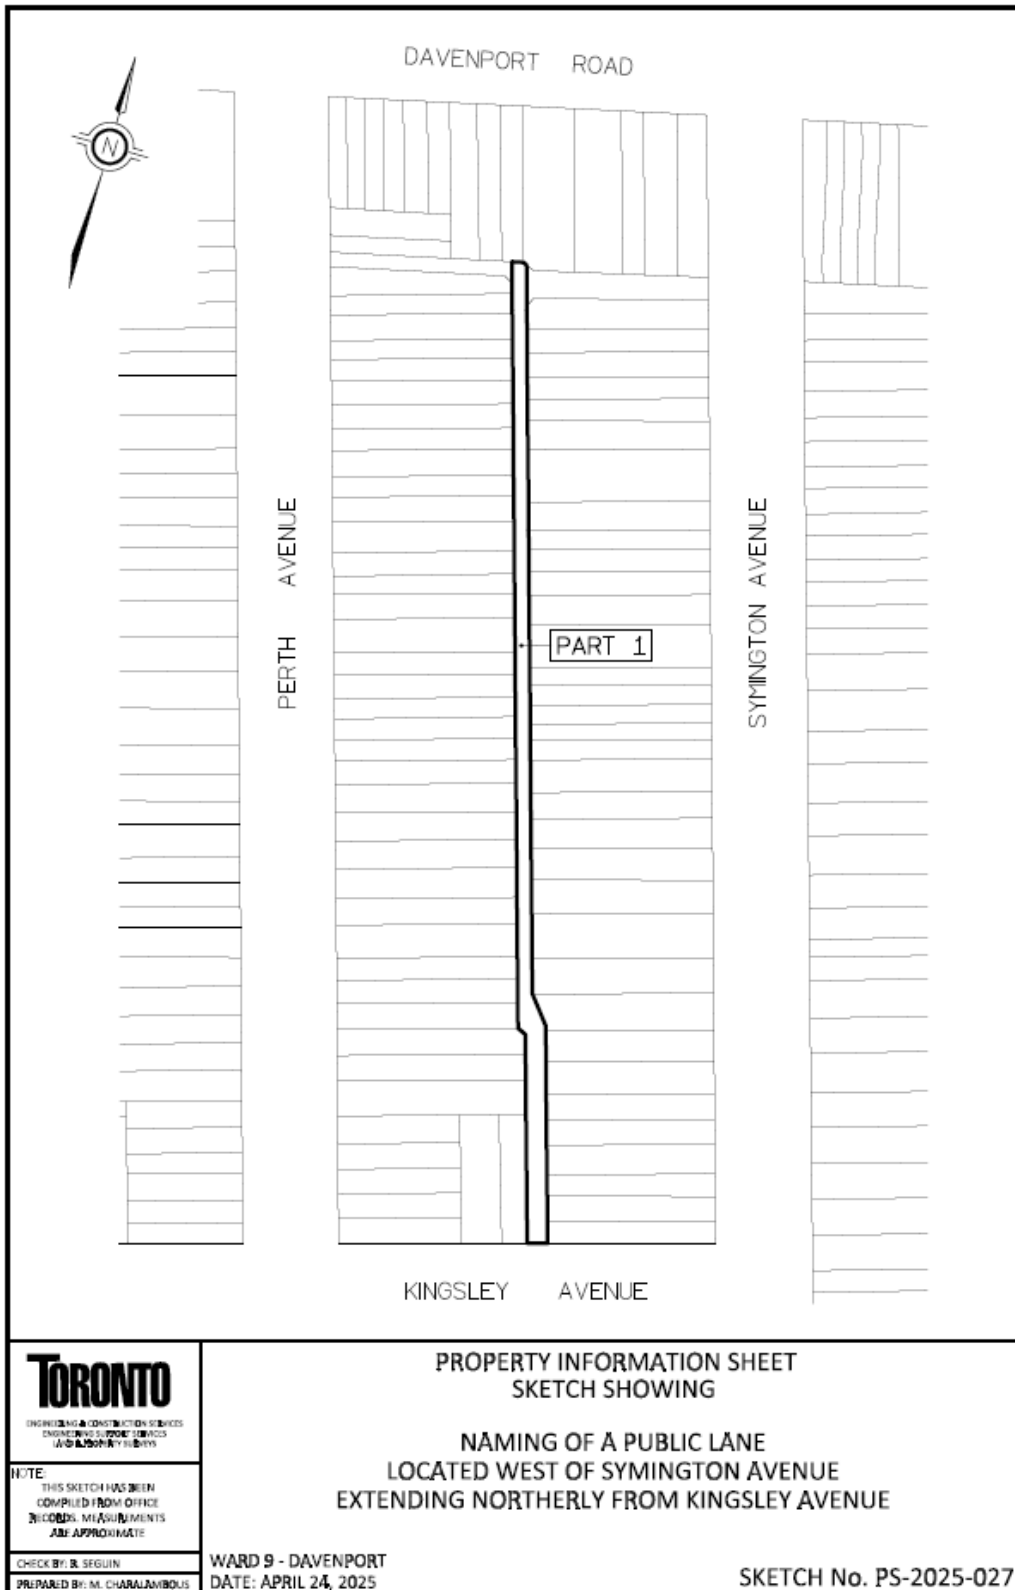 DAVENPORT ROAD
N
PERTH AVENUE
SYMINGTON AVENUE
PART 1
KINGSLEY AVENUE
TORONTO
ENGINEERING & CONSTRUCTION SERVICES
ENGINEERING SUPPORT SERVICES
LAND & PROPERTY SURVEYS
NOTE:
THIS SKETCH HAS BEEN
COMPILED FROM OFFICE
RECORDS. MEASUREMENTS
ARE APPROXIMATE
CHECK BY: R. SEGUIN
PREPARED BY: M. CHARALAMBOUS
PROPERTY INFORMATION SHEET
SKETCH SHOWING
NAMING OF A PUBLIC LANE
LOCATED WEST OF SYMINGTON AVENUE
EXTENDING NORTHERLY FROM KINGSLEY AVENUE
WARD 9 - DAVENPORT
DATE: APRIL 24, 2025
SKETCH No. PS-2025-027